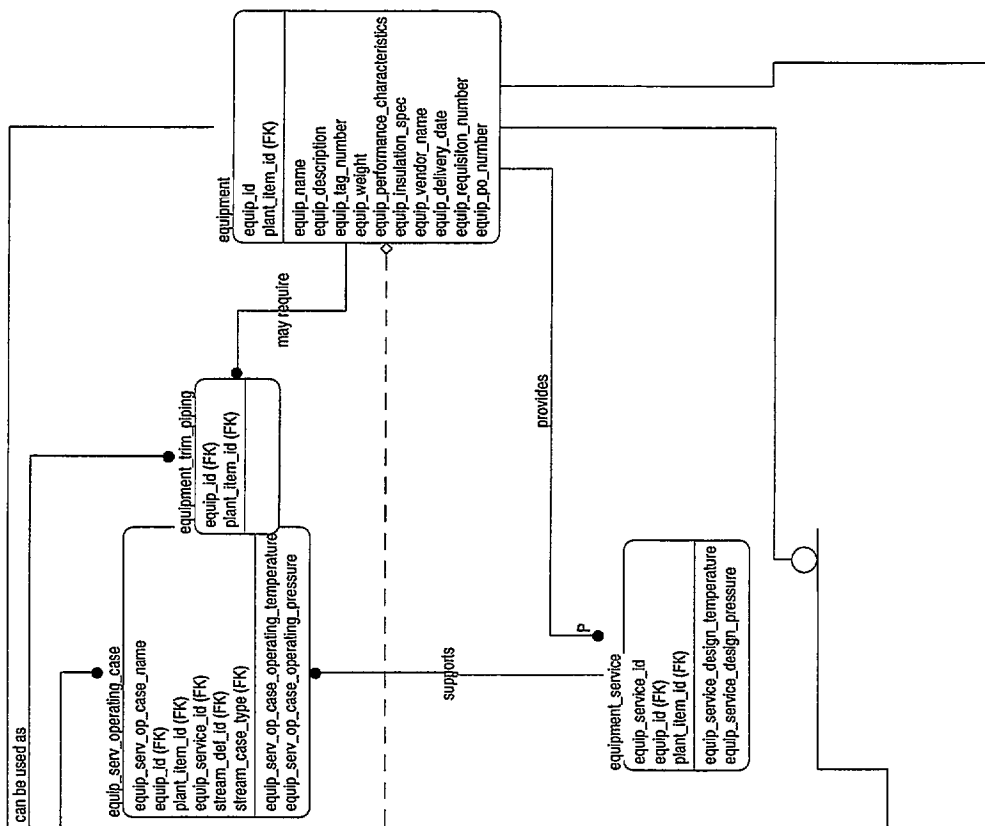 can be used as
equipment
equip_id
plant_item_id (FK)
equip_name
equip_description
equip_tag_number
equip_weight
equip_performance_characteristics
equip_insulation_spec
equip_vendor_name
equip_delivery_date
equip_requisiton_number
equip_po_number
may require
equipment_trim_piping
equip_id (FK)
plant_item_id (FK)
provides
P
equip_serv_operating_case
equip_serv_op_case_name
equip_id (FK)
plant_item_id (FK)
equip_service_id (FK)
stream_def_id (FK)
stream_case_type (FK)
equip_serv_op_case_operating_temperature
equip_serv_op_case_operating_pressure
supports
equipment_service
equip_service_id
equip_id (FK)
plant_item_id (FK)
equip_service_design_temperature
equip_service_design_pressure